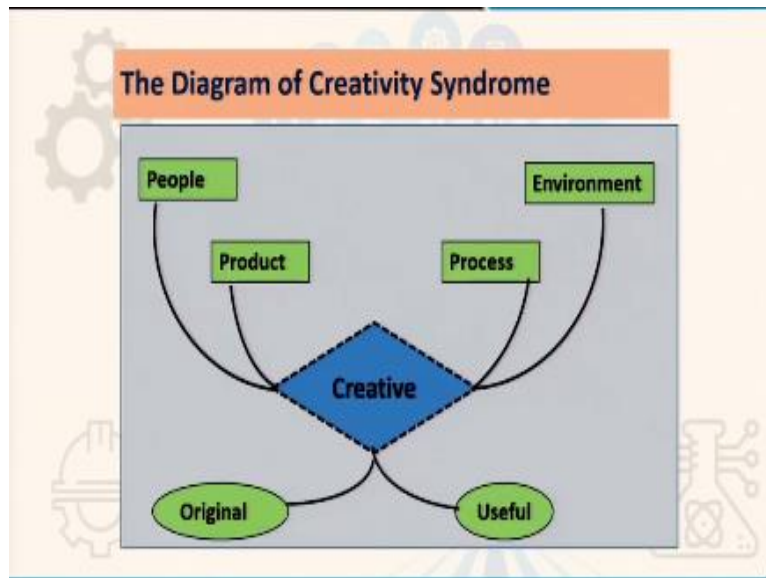 The Diagram of Creativity Syndrome
People
Environment
Product
Process
Creative
Original
Useful